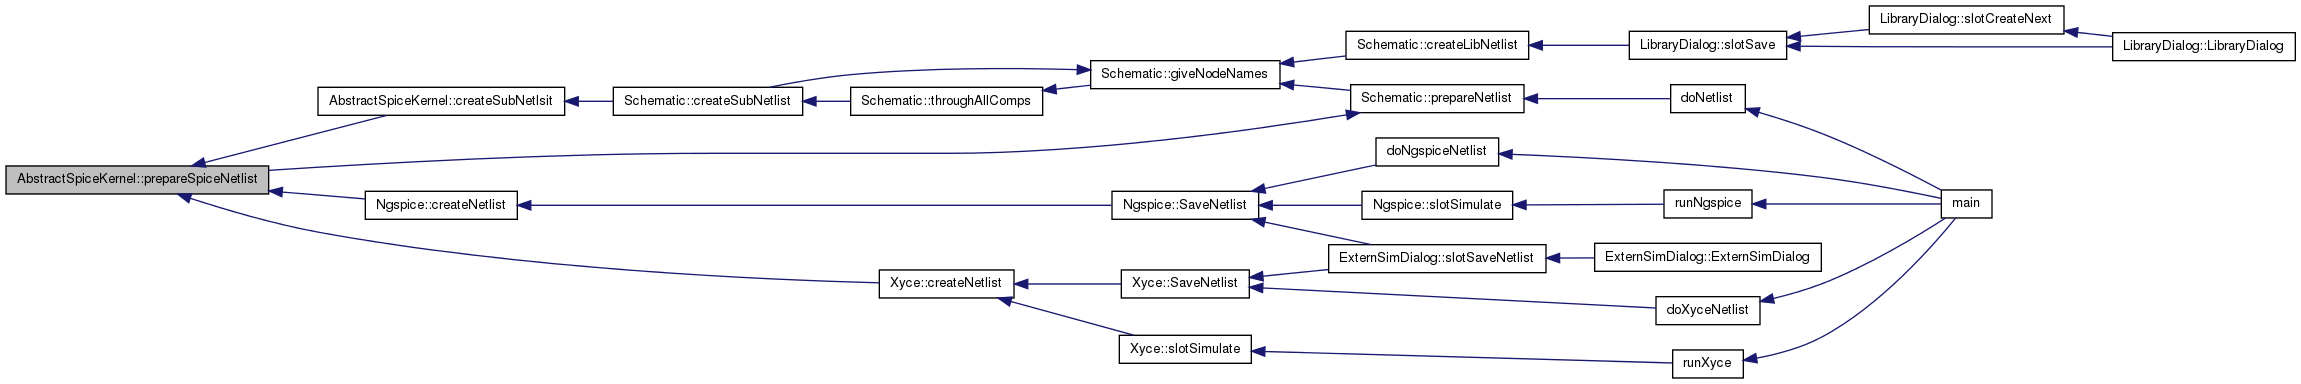 LibraryDialog::slotCreateNext
Schematic::createLibNetlist
LibraryDialog::slotSave
LibraryDialog::LibraryDialog
Schematic::giveNodeNames
AbstractSpiceKernel::createSubNetlsit
Schematic::createSubNetlist
Schematic::throughAllComps
Schematic::prepareNetlist
doNetlist
doNgspiceNetlist
AbstractSpiceKernel::prepareSpiceNetlist
Ngspice::createNetlist
Ngspice::SaveNetlist
Ngspice::slotSimulate
runNgspice
main
ExternSimDialog::slotSaveNetlist
ExternSimDialog::ExternSimDialog
Xyce::createNetlist
Xyce::SaveNetlist
doXyceNetlist
Xyce::slotSimulate
runXyce